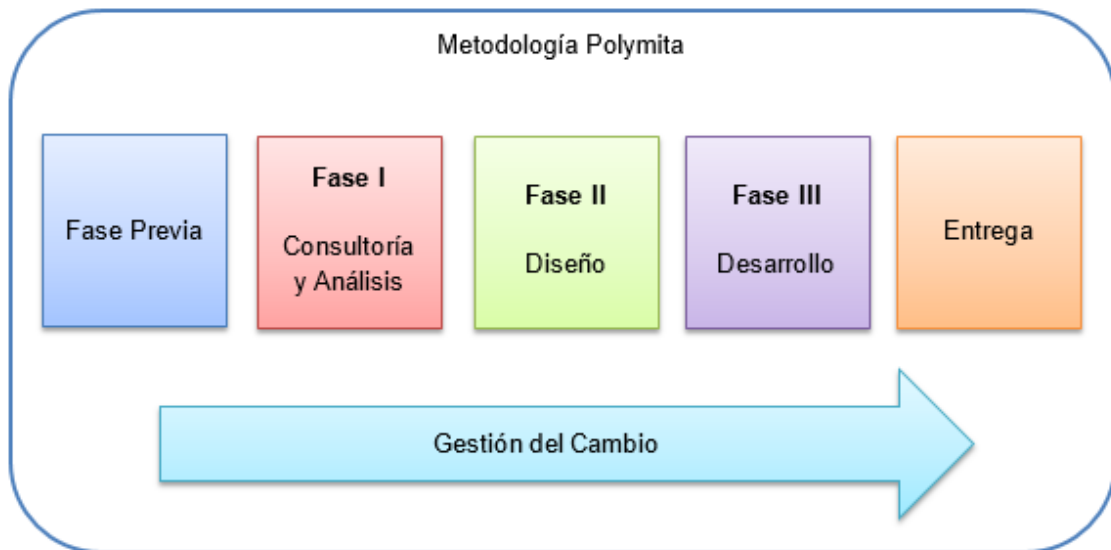 Metodología Polymita
Fase Previa
Fase I
Consultoría
y Análisis
Fase II
Diseño
Fase III
Desarrollo
Entrega
Gestión del Cambio